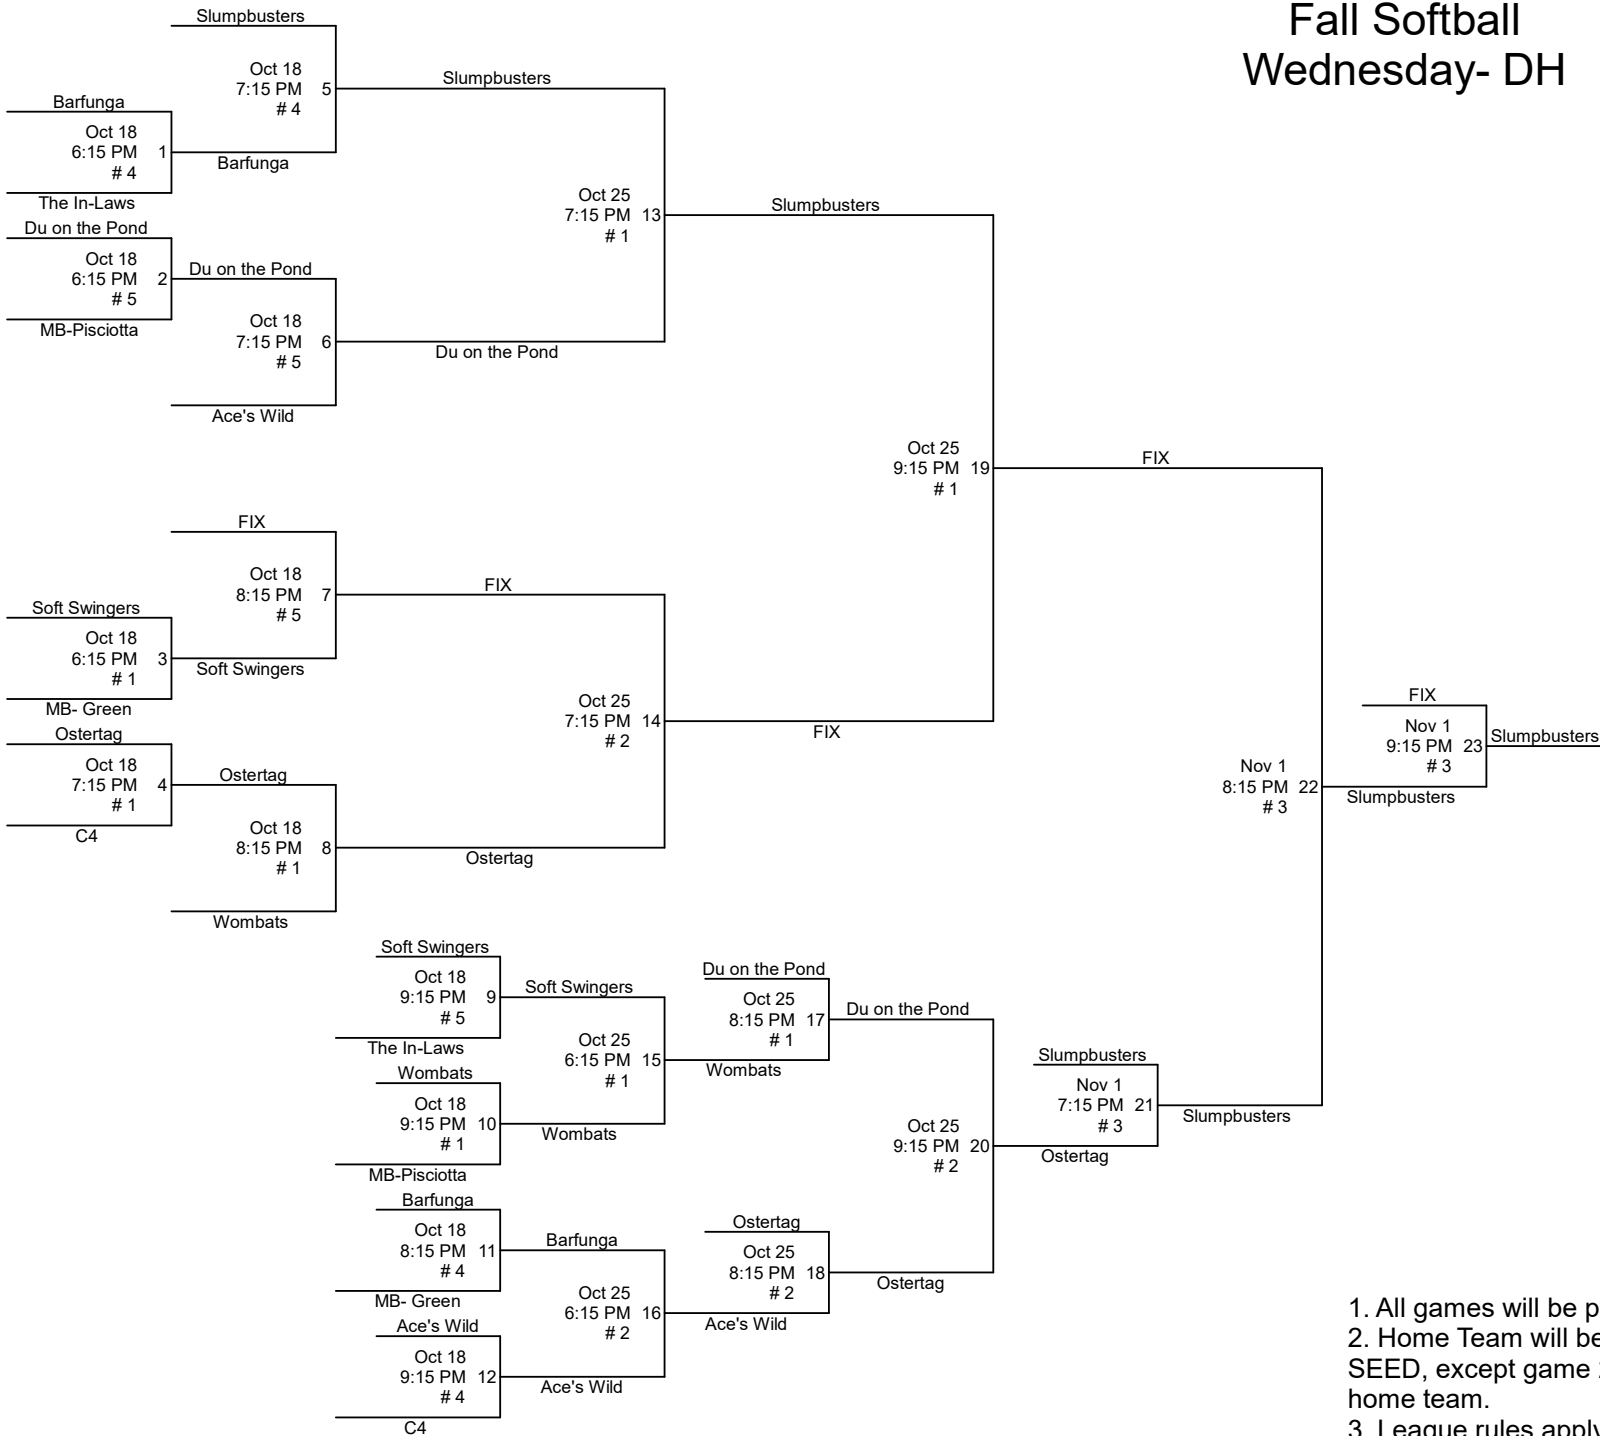 Fall Softball
Wednesday- DH
Slumpbusters
Oct 18
7:15 PM 5
# 4
Slumpbusters
Barfunga
Oct 18
6:15 PM 1
# 4
Barfunga
The In-Laws
Du on the Pond
Oct 18
6:15 PM 2
# 5
Du on the Pond
MB-Pisciotta
Oct 18
7:15 PM 6
# 5
Du on the Pond
Ace's Wild
Oct 25
7:15 PM 13
# 1
Slumpbusters
Oct 25
9:15 PM 19
# 1
FIX
FIX
Oct 18
8:15 PM 7
# 5
FIX
Soft Swingers
Oct 18
6:15 PM 3
# 1
Soft Swingers
MB- Green
Ostertag
Oct 18
7:15 PM 4
# 1
Ostertag
C4
Oct 18
8:15 PM 8
# 1
Ostertag
Wombats
Oct 25
7:15 PM 14
# 2
FIX
FIX
Nov 1
9:15 PM 23
# 3
Slumpbusters
Nov 1
8:15 PM 22
# 3
Slumpbusters
Soft Swingers
Oct 18
9:15 PM 9
# 5
Soft Swingers
The In-Laws
Wombats
Oct 18
9:15 PM 10
# 1
Wombats
MB-Pisciotta
Oct 25
6:15 PM 15
# 1
Du on the Pond
Oct 25
8:15 PM 17
# 1
Du on the Pond
Wombats
Barfunga
Oct 18
8:15 PM 11
# 4
Barfunga
MB- Green
Ace's Wild
Oct 18
9:15 PM 12
# 4
Ace's Wild
C4
Oct 25
6:15 PM 16
# 2
Ostertag
Oct 25
8:15 PM 18
# 2
Ostertag
Ace's Wild
Oct 25
9:15 PM 20
# 2
Slumpbusters
Nov 1
7:15 PM 21
# 3
Slumpbusters
Ostertag
1. All games will be p
2. Home Team will be
SEED, except game
home team.
3. League rules apply